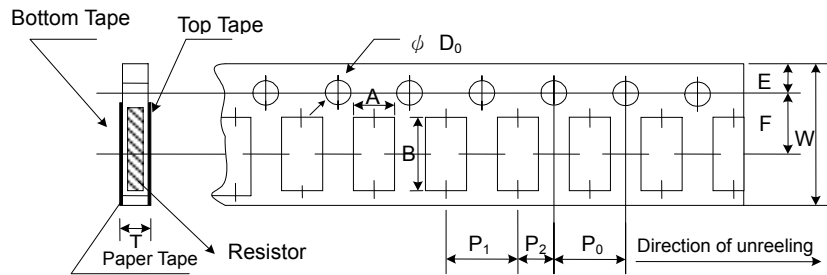 Bottom Tape
Top Tape
ϕ D₀
A
E
F
W
B
T
P₁
P₂
P₀
Direction of unreeling
Paper Tape
Resistor